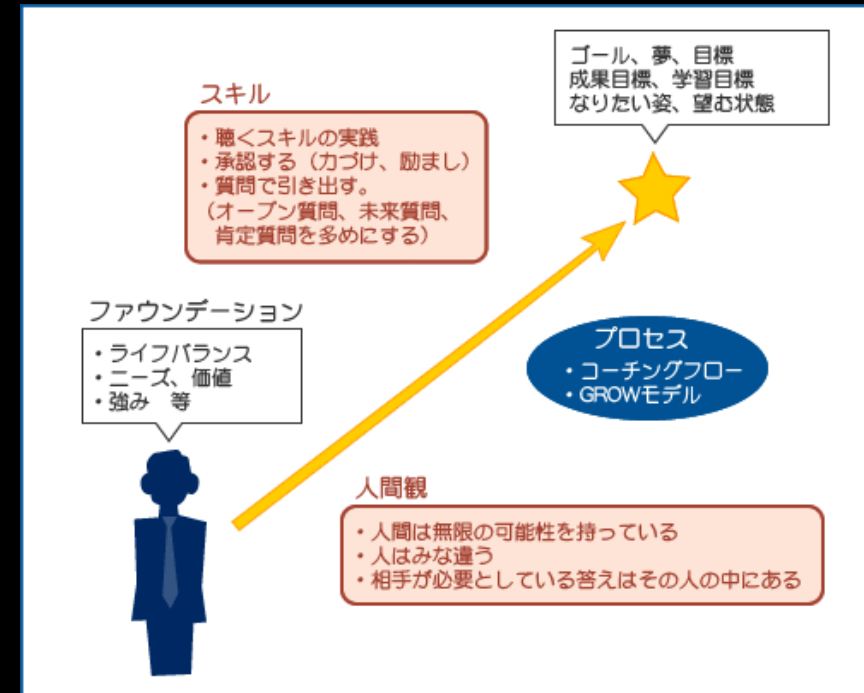 ゴール、夢、目標
成果目標、学習目標
なりたい姿、望む状態
スキル
・聴くスキルの実践
・承認する（力づけ、励まし）
・質問で引き出す。
（オープン質問、未来質問、
肯定質問を多めにする）
ファウンデーション
・ライフバランス
・ニーズ、価値
・強み　等
プロセス
・コーチングフロー
・GROWモデル
人間観
・人間は無限の可能性を持っている
・人はみな違う
・相手が必要としている答えはその人の中にある